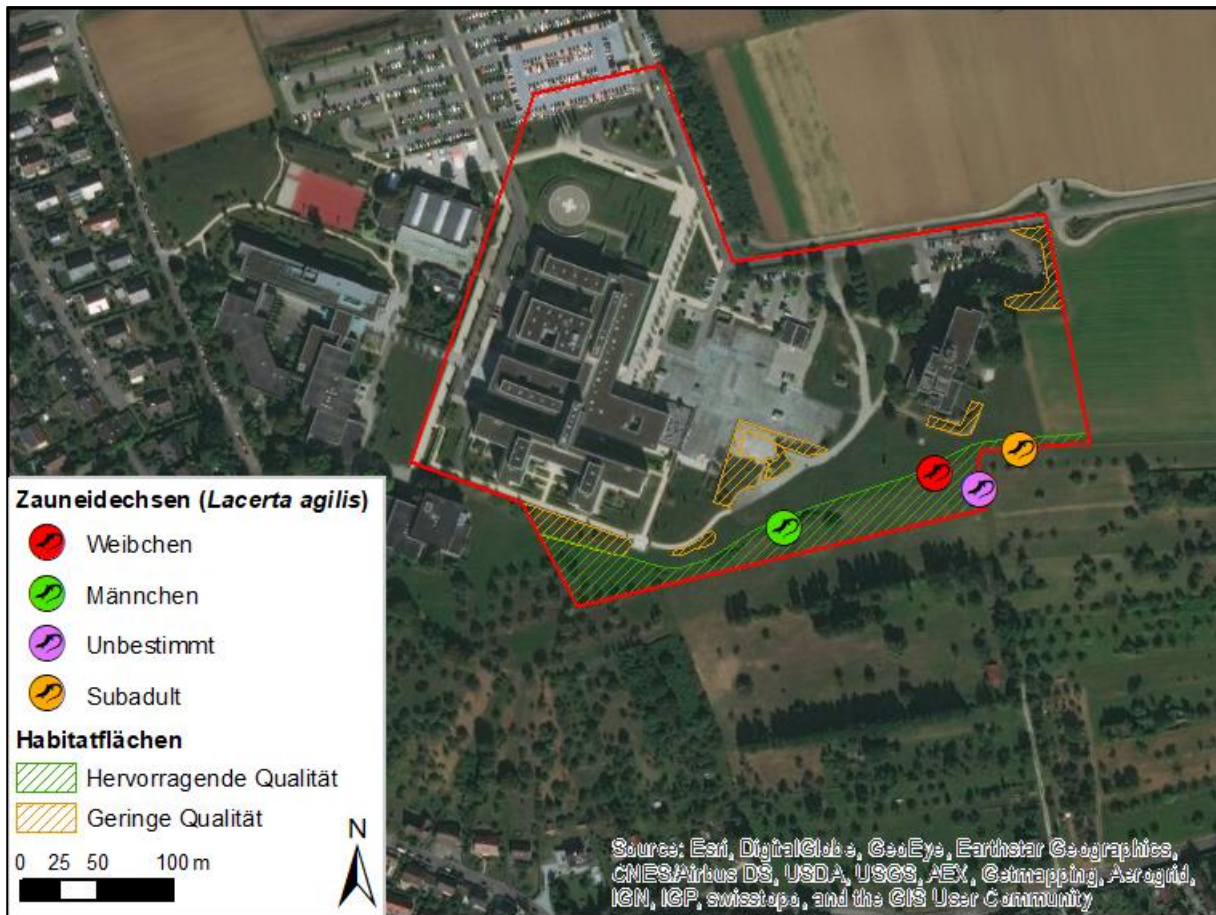 Zauneidechsen (Lacerta agilis)
Weibchen
Männchen
Unbestimmt
Subadult
Habitatflächen
Hervorragende Qualität
Geringe Qualität
N
0 25 50 100 m
Source: Esri, DigitalGlobe, GeoEye, Earthstar Geographics,
CNES/Airbus DS, USDA, USGS, AEX, Getmapping, Aerogrid,
IGN, IGP, swisstopo, and the GIS User Community